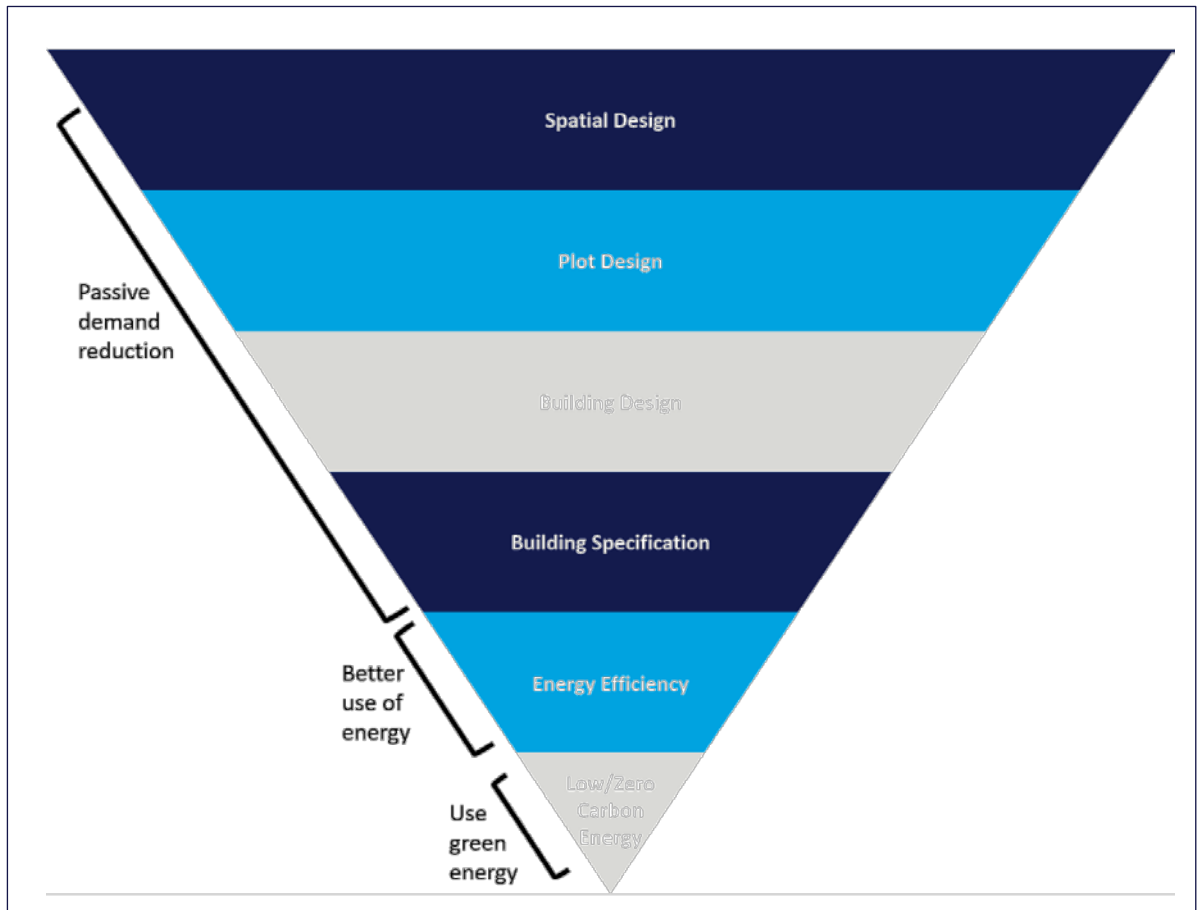 Spatial Design
Plot Design
Passive
demand
reduction
Building Design
Building Specification
Better
use of
energy
Energy Efficiency
Use
green
energy
Low/Zero
Carbon
Energy